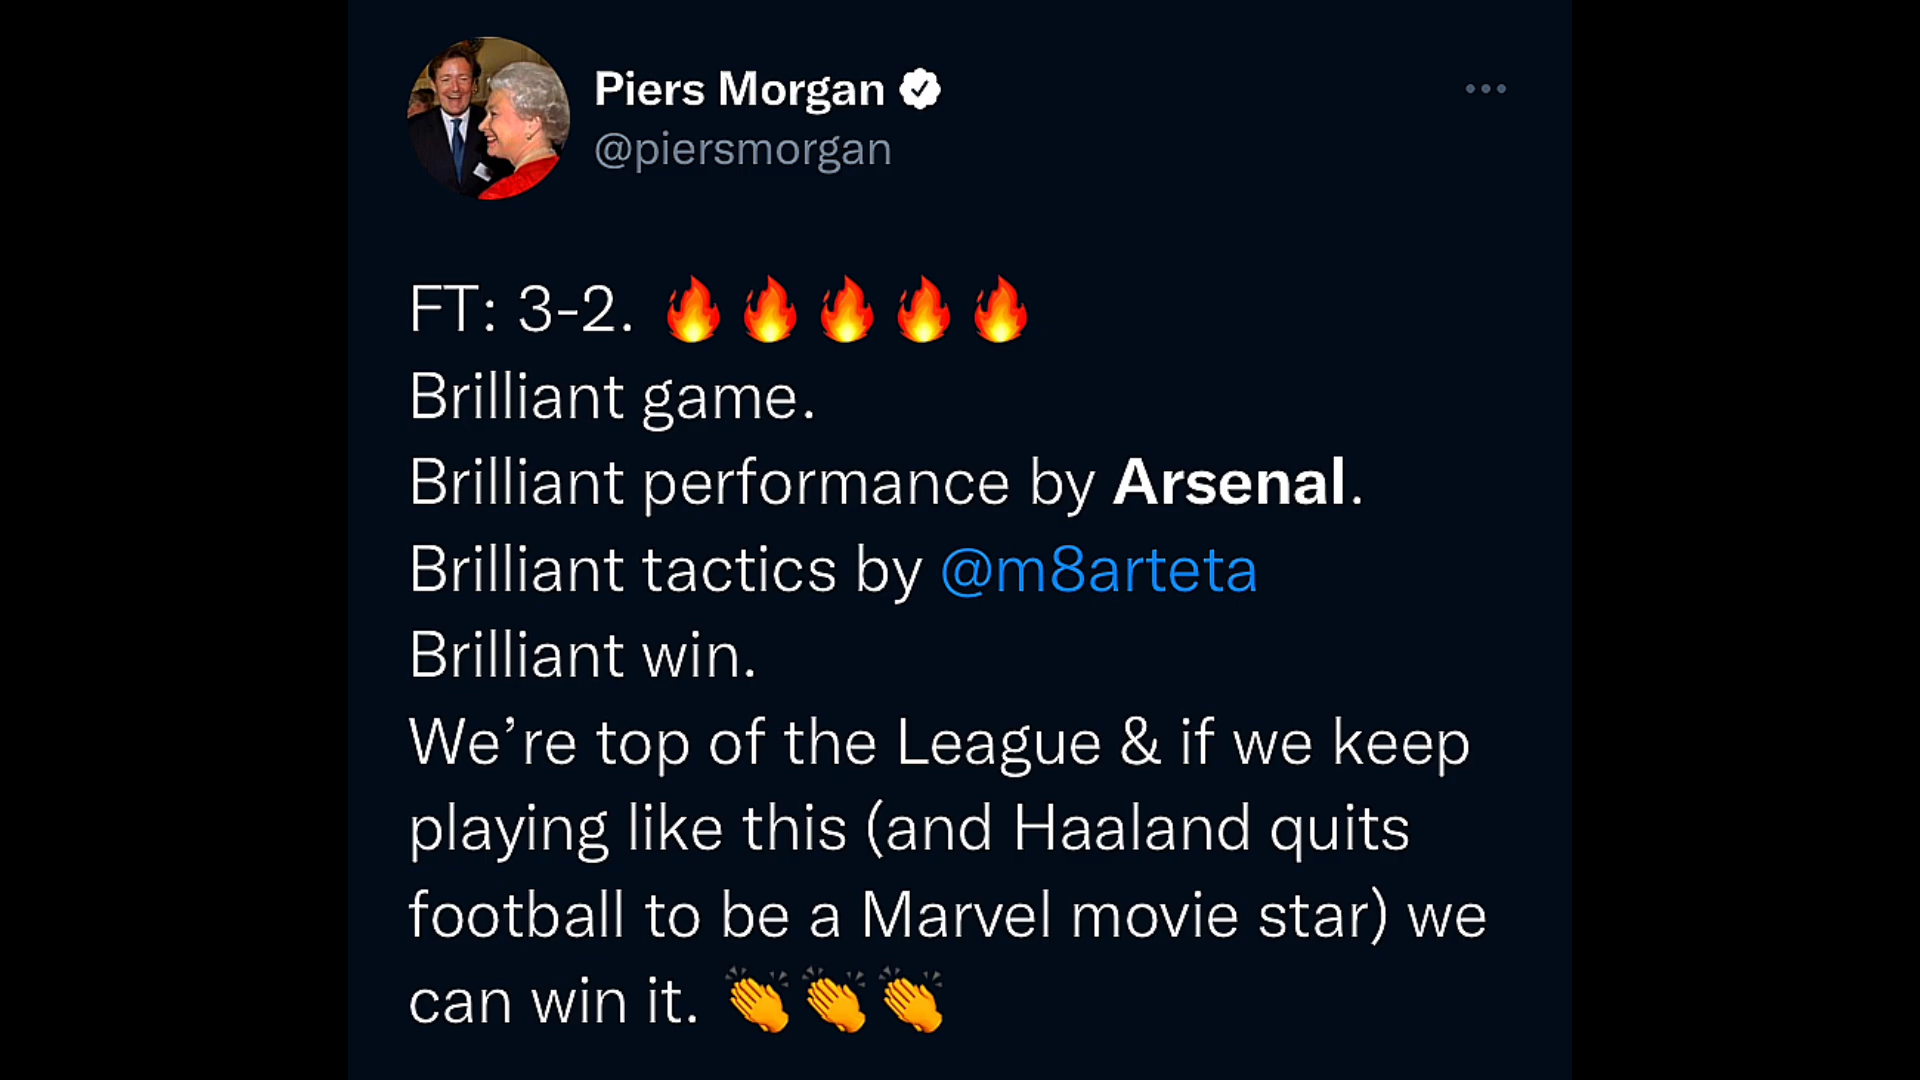 Piers Morgan
@piersmorgan
FT: 3-2. 🔥🔥🔥🔥🔥
Brilliant game.
Brilliant performance by Arsenal.
Brilliant tactics by @m8arteta
Brilliant win.
We’re top of the League & if we keep
playing like this (and Haaland quits
football to be a Marvel movie star) we
can win it. 👏👏👏